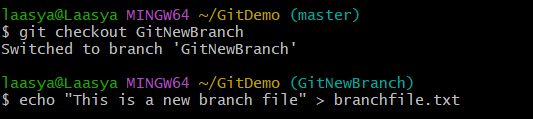 laasya@Laasya MINGW64 ~/GitDemo (master)
$ git checkout GitNewBranch
Switched to branch 'GitNewBranch'
laasya@Laasya MINGW64 ~/GitDemo (GitNewBranch)
$ echo "This is a new branch file" > branchfile.txt